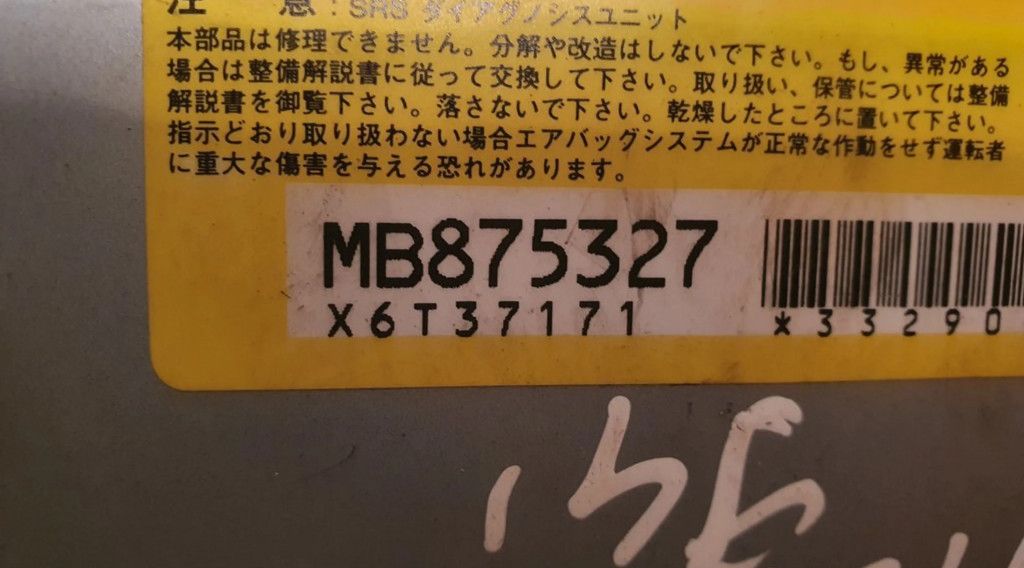 注 意：SRS ダイアグノシスユニット
本部品は修理できません。分解や改造はしないで下さい。もし、異常がある
場合は整備解説書に従って交換して下さい。取り扱い、保管については整備
解説書を御覧下さい。落さないで下さい。乾燥したところに置いて下さい。
指示どおり取り扱わない場合エアバッグシステムが正常な作動をせず運転者
に重大な傷害を与える恐れがあります。
MB875327
X6T37171
*33290